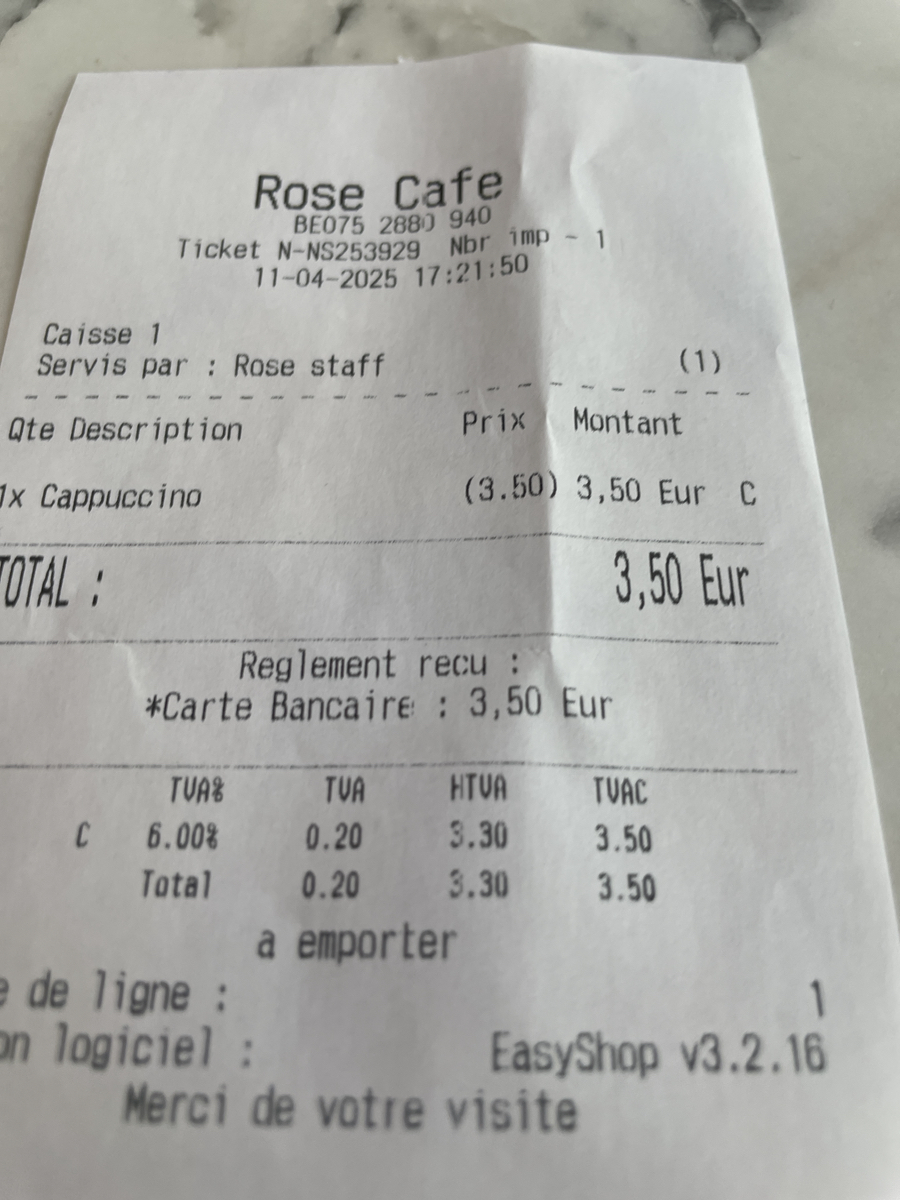 Rose Cafe
BE075 2880 940
Ticket N-NS253929 Nbr imp - 1
11-04-2025 17:21:50
Caisse 1
Servis par : Rose staff (1)
Qte Description Prix Montant
1x Cappuccino (3.50) 3,50 Eur C
TOTAL : 3,50 Eur
Reglement recu :
*Carte Bancaire : 3,50 Eur
TVA% TVA HTVA TVAC
C 6.00% 0.20 3.30 3.50
Total 0.20 3.30 3.50
a emporter
de ligne : 1
logiciel : EasyShop v3.2.16
Merci de votre visite